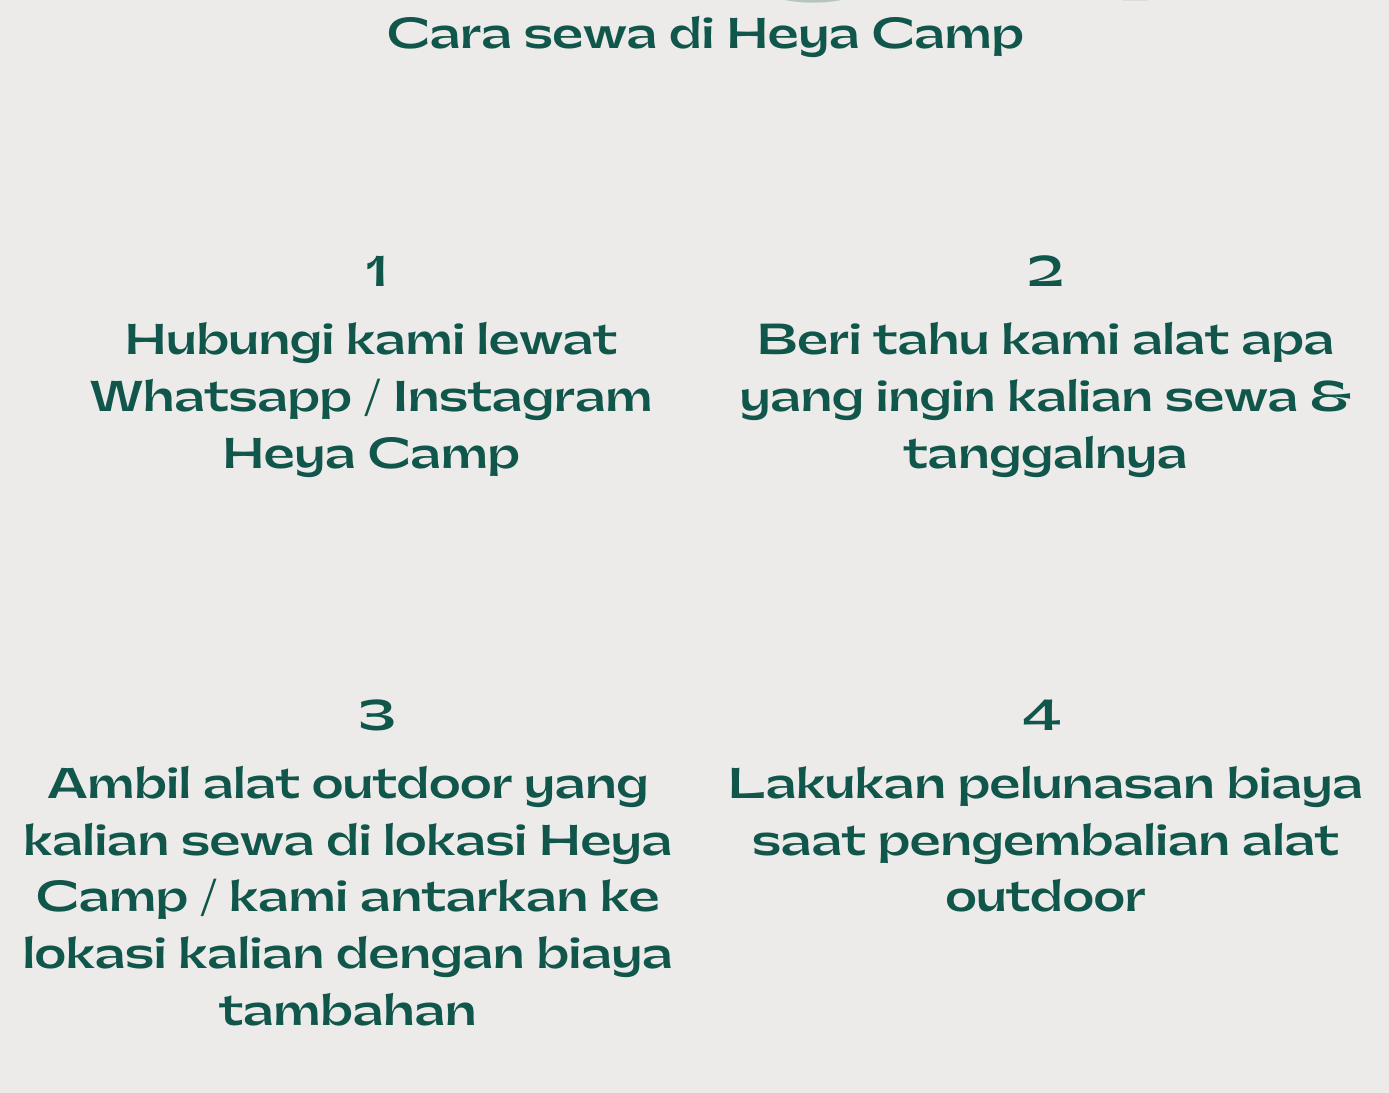 Cara sewa di Heya Camp
1
Hubungi kami lewat
Whatsapp / Instagram
Heya Camp
2
Beri tahu kami alat apa
yang ingin kalian sewa &
tanggalnya
3
Ambil alat outdoor yang
kalian sewa di lokasi Heya
Camp / kami antarkan ke
lokasi kalian dengan biaya
tambahan
4
Lakukan pelunasan biaya
saat pengembalian alat
outdoor